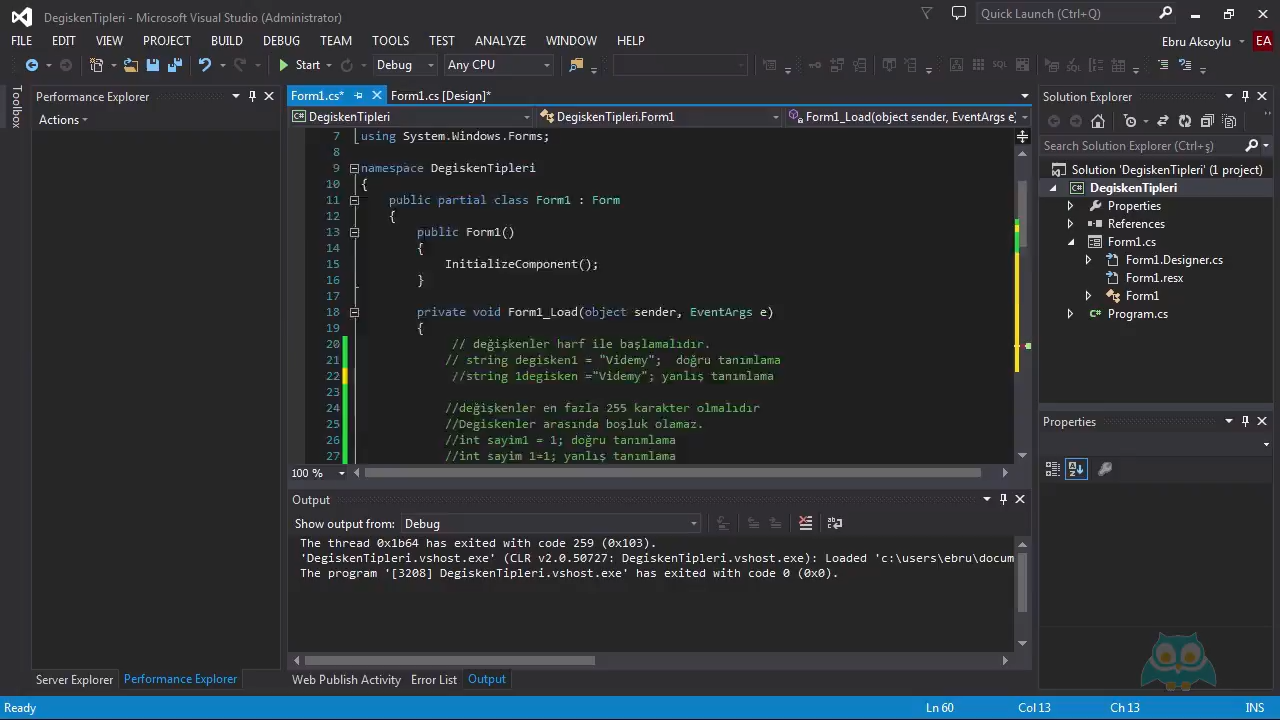 DegiskenTipleri - Microsoft Visual Studio (Administrator)
Quick Launch (Ctrl+Q)
FILE EDIT VIEW PROJECT BUILD DEBUG TEAM TOOLS TEST ANALYZE WINDOW HELP
Ebru Aksoylu EA
Start Debug Any CPU
Toolbox
Performance Explorer
Actions
Form1.cs* Form1.cs [Design]*
DegiskenTipleri DegiskenTipleri.Form1 Form1_Load(object sender, EventArgs e)
7 using System.Windows.Forms;
8
9 namespace DegiskenTipleri
10 {
11 public partial class Form1 : Form
12 {
13 public Form1()
14 {
15 InitializeComponent();
16 }
17
18 private void Form1_Load(object sender, EventArgs e)
19 {
20 // değişkenler harf ile başlamalıdır.
21 // string degisken1 = "Videmy"; doğru tanımlama
22 //string 1degisken ="Videmy"; yanlış tanımlama
23
24 //değişkenler en fazla 255 karakter olmalıdır
25 //Degiskenler arasında boşluk olamaz.
26 //int sayim1 = 1; doğru tanımlama
27 //int sayim 1=1; yanlış tanımlama
100 %
Output
Show output from: Debug
The thread 0x1b64 has exited with code 259 (0x103).
'DegiskenTipleri.vshost.exe' (CLR v2.0.50727: DegiskenTipleri.vshost.exe): Loaded 'c:\users\ebru\docum
The program '[3208] DegiskenTipleri.vshost.exe' has exited with code 0 (0x0).
Server Explorer Performance Explorer
Web Publish Activity Error List Output
Solution Explorer
Search Solution Explorer (Ctrl+ş)
Solution 'DegiskenTipleri' (1 project)
DegiskenTipleri
Properties
References
Form1.cs
Form1.Designer.cs
Form1.resx
Form1
Program.cs
Properties
Ready Ln 60 Col 13 Ch 13 INS